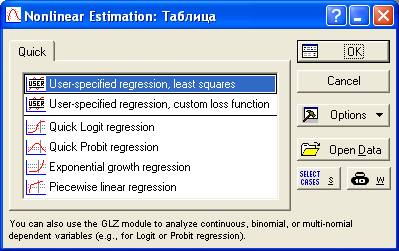 Nonlinear Estimation: Таблица
?
Quick
OK
USER User-specified regression, least squares
Cancel
USER User-specified regression, custom loss function
Quick Logit regression
Options
Quick Probit regression
Exponential growth regression
Open Data
Piecewise linear regression
SELECT CASES S
W
You can also use the GLZ module to analyze continuous, binomial, or multi-nomial
dependent variables (e.g., for Logit or Probit regression).